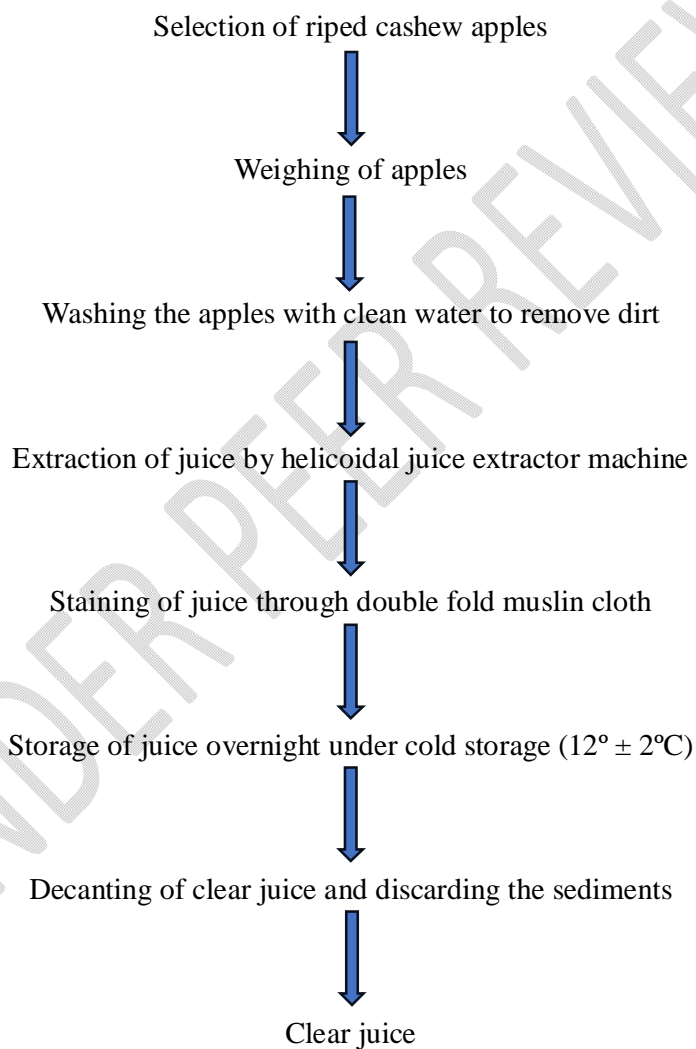 Selection of riped cashew apples
Weighing of apples
Washing the apples with clean water to remove dirt
Extraction of juice by helicoidal juice extractor machine
Staining of juice through double fold muslin cloth
Storage of juice overnight under cold storage (12º ± 2ºC)
Decanting of clear juice and discarding the sediments
Clear juice
NDER PEER REVIE